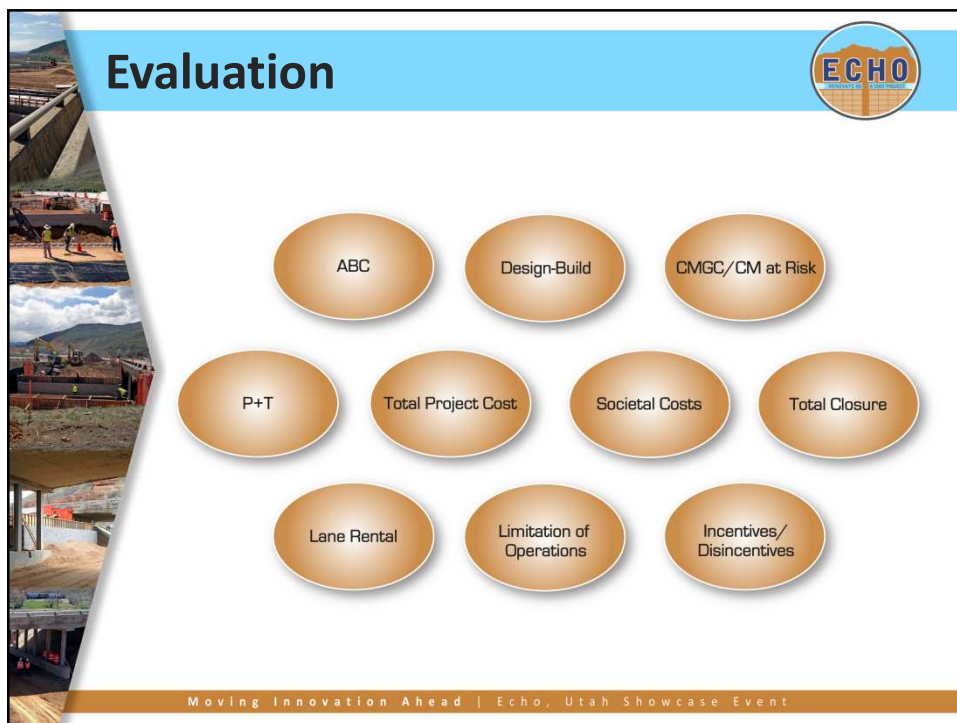 Evaluation
ECHO
ABC
Design-Build
CMGC/CM at Risk
P+T
Total Project Cost
Societal Costs
Total Closure
Lane Rental
Limitation of
Operations
Incentives/
Disincentives
Moving Innovation Ahead | Echo, Utah Showcase Event